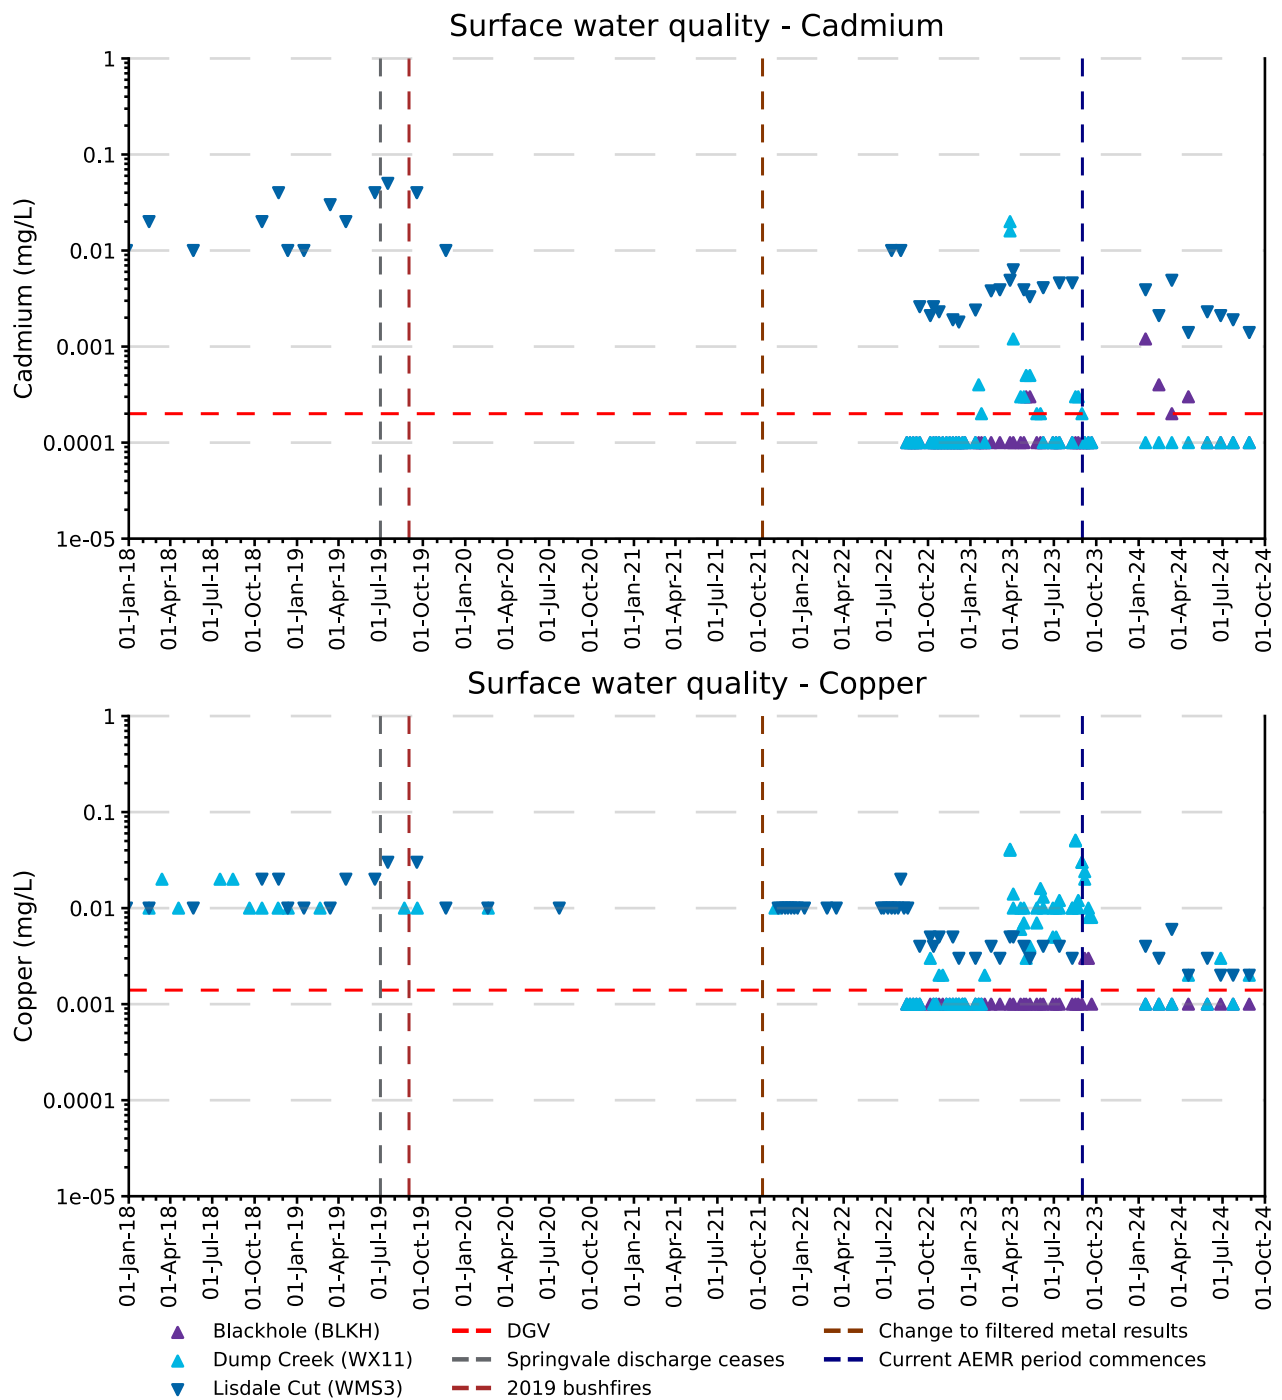 Surface water quality - Cadmium
Cadmium (mg/L)
1
0.1
0.01
0.001
0.0001
1e-05
01-Jan-18
01-Apr-18
01-Jul-18
01-Oct-18
01-Jan-19
01-Apr-19
01-Jul-19
01-Oct-19
01-Jan-20
01-Apr-20
01-Jul-20
01-Oct-20
01-Jan-21
01-Apr-21
01-Jul-21
01-Oct-21
01-Jan-22
01-Apr-22
01-Jul-22
01-Oct-22
01-Jan-23
01-Apr-23
01-Jul-23
01-Oct-23
01-Jan-24
01-Apr-24
01-Jul-24
01-Oct-24
Surface water quality - Copper
Copper (mg/L)
1
0.1
0.01
0.001
0.0001
1e-05
01-Jan-18
01-Apr-18
01-Jul-18
01-Oct-18
01-Jan-19
01-Apr-19
01-Jul-19
01-Oct-19
01-Jan-20
01-Apr-20
01-Jul-20
01-Oct-20
01-Jan-21
01-Apr-21
01-Jul-21
01-Oct-21
01-Jan-22
01-Apr-22
01-Jul-22
01-Oct-22
01-Jan-23
01-Apr-23
01-Jul-23
01-Oct-23
01-Jan-24
01-Apr-24
01-Jul-24
01-Oct-24
Blackhole (BLKH)
Dump Creek (WX11)
Lisdale Cut (WMS3)
DGV
Springvale discharge ceases
2019 bushfires
Change to filtered metal results
Current AEMR period commences